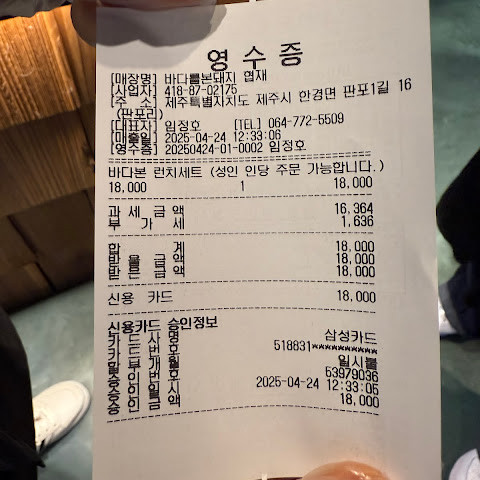 영수증
[매장명] 바다를본돼지 협재
[사업자] 418-87-02175
[주 소] 제주특별자치도 제주시 한경면 판포1길 16
(판포리)
[대표자] 임정호 [TEL] 064-772-5509
[매출일] 2025-04-24 12:33:06
[영수증] 20250424-01-0002 임정호
바다본 런치세트 (성인 인당 주문 가능합니다.)
18,000 1 18,000
과세금액 16,364
부가세 1,636
합계 18,000
받을금액 18,000
받은금액 18,000
신용 카드 18,000
신용카드 승인정보
카드사명 삼성카드
카드번호 518831**********
할부개월 일시불
승인번호 53979036
승인일시 2025-04-24 12:33:05
승인금액 18,000